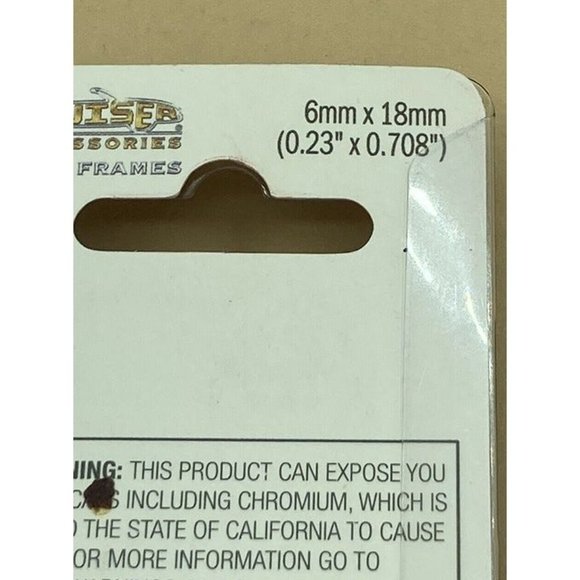 UISER®
SSORIES
FRAMES
6mm x 18mm
(0.23" x 0.708")
NING: THIS PRODUCT CAN EXPOSE YOU
S INCLUDING CHROMIUM, WHICH IS
O THE STATE OF CALIFORNIA TO CAUSE
OR MORE INFORMATION GO TO